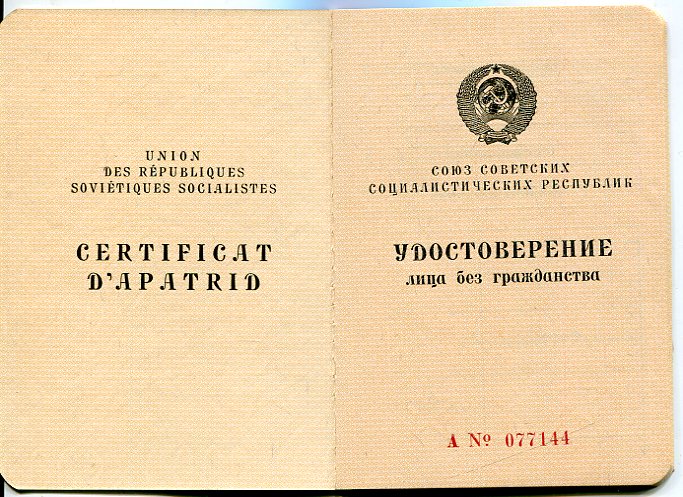 UNION
DES RÉPUBLIQUES
SOVIÉTIQUES SOCIALISTES
CERTIFICAT
D'APATRID
СОЮЗ СОВЕТСКИХ
СОЦИАЛИСТИЧЕСКИХ РЕСПУБЛИК
УДОСТОВЕРЕНИЕ
лица без гражданства
А № 077144